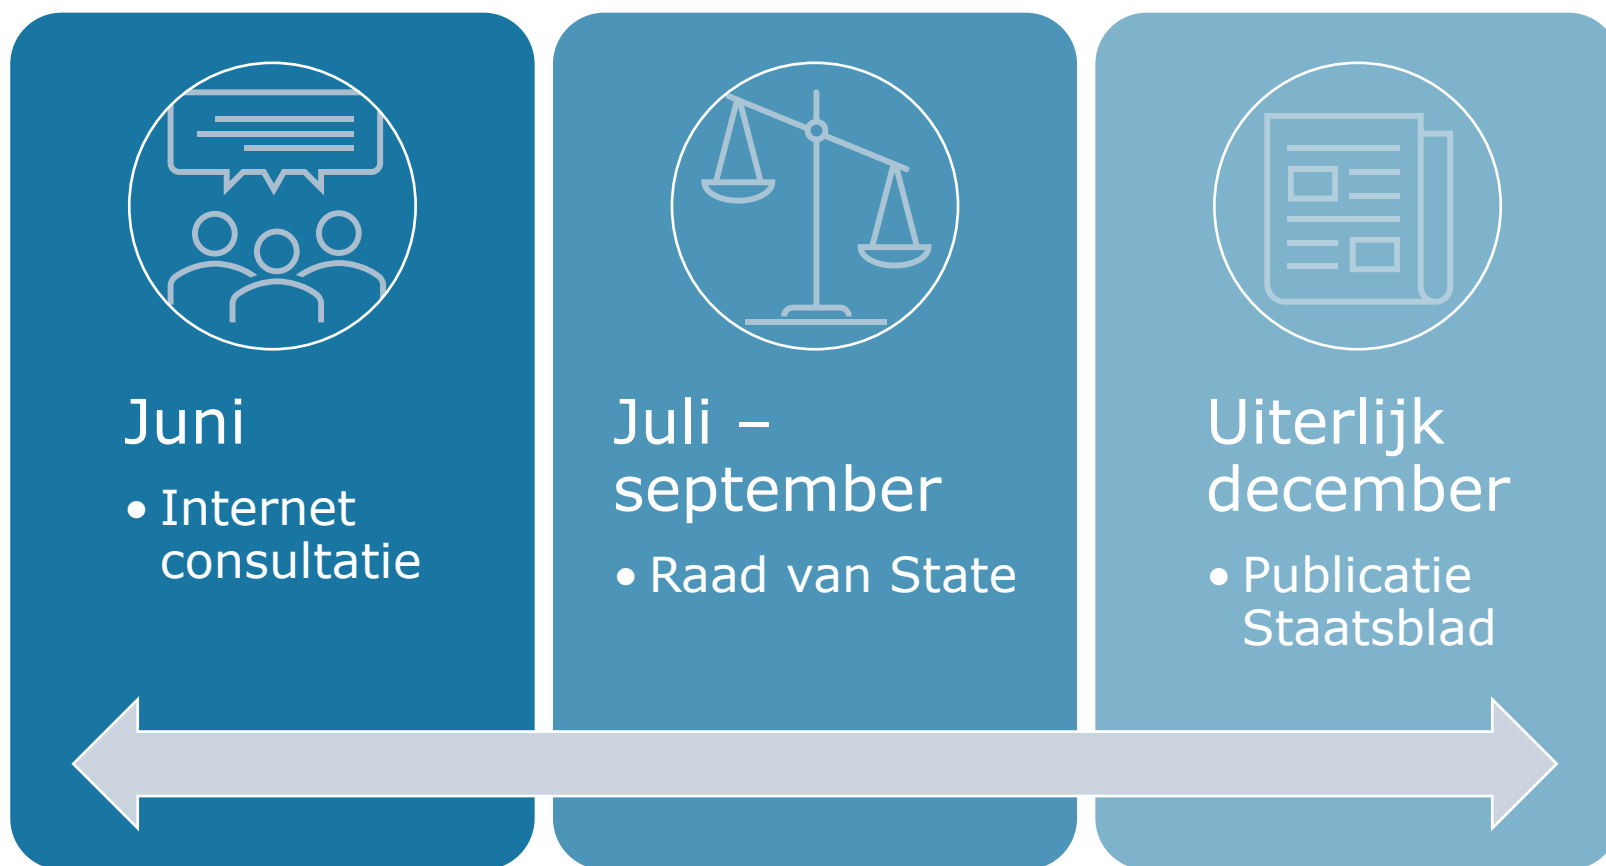 Juni
• Internet
consultatie
Juli –
september
• Raad van State
Uiterlijk
december
• Publicatie
Staatsblad